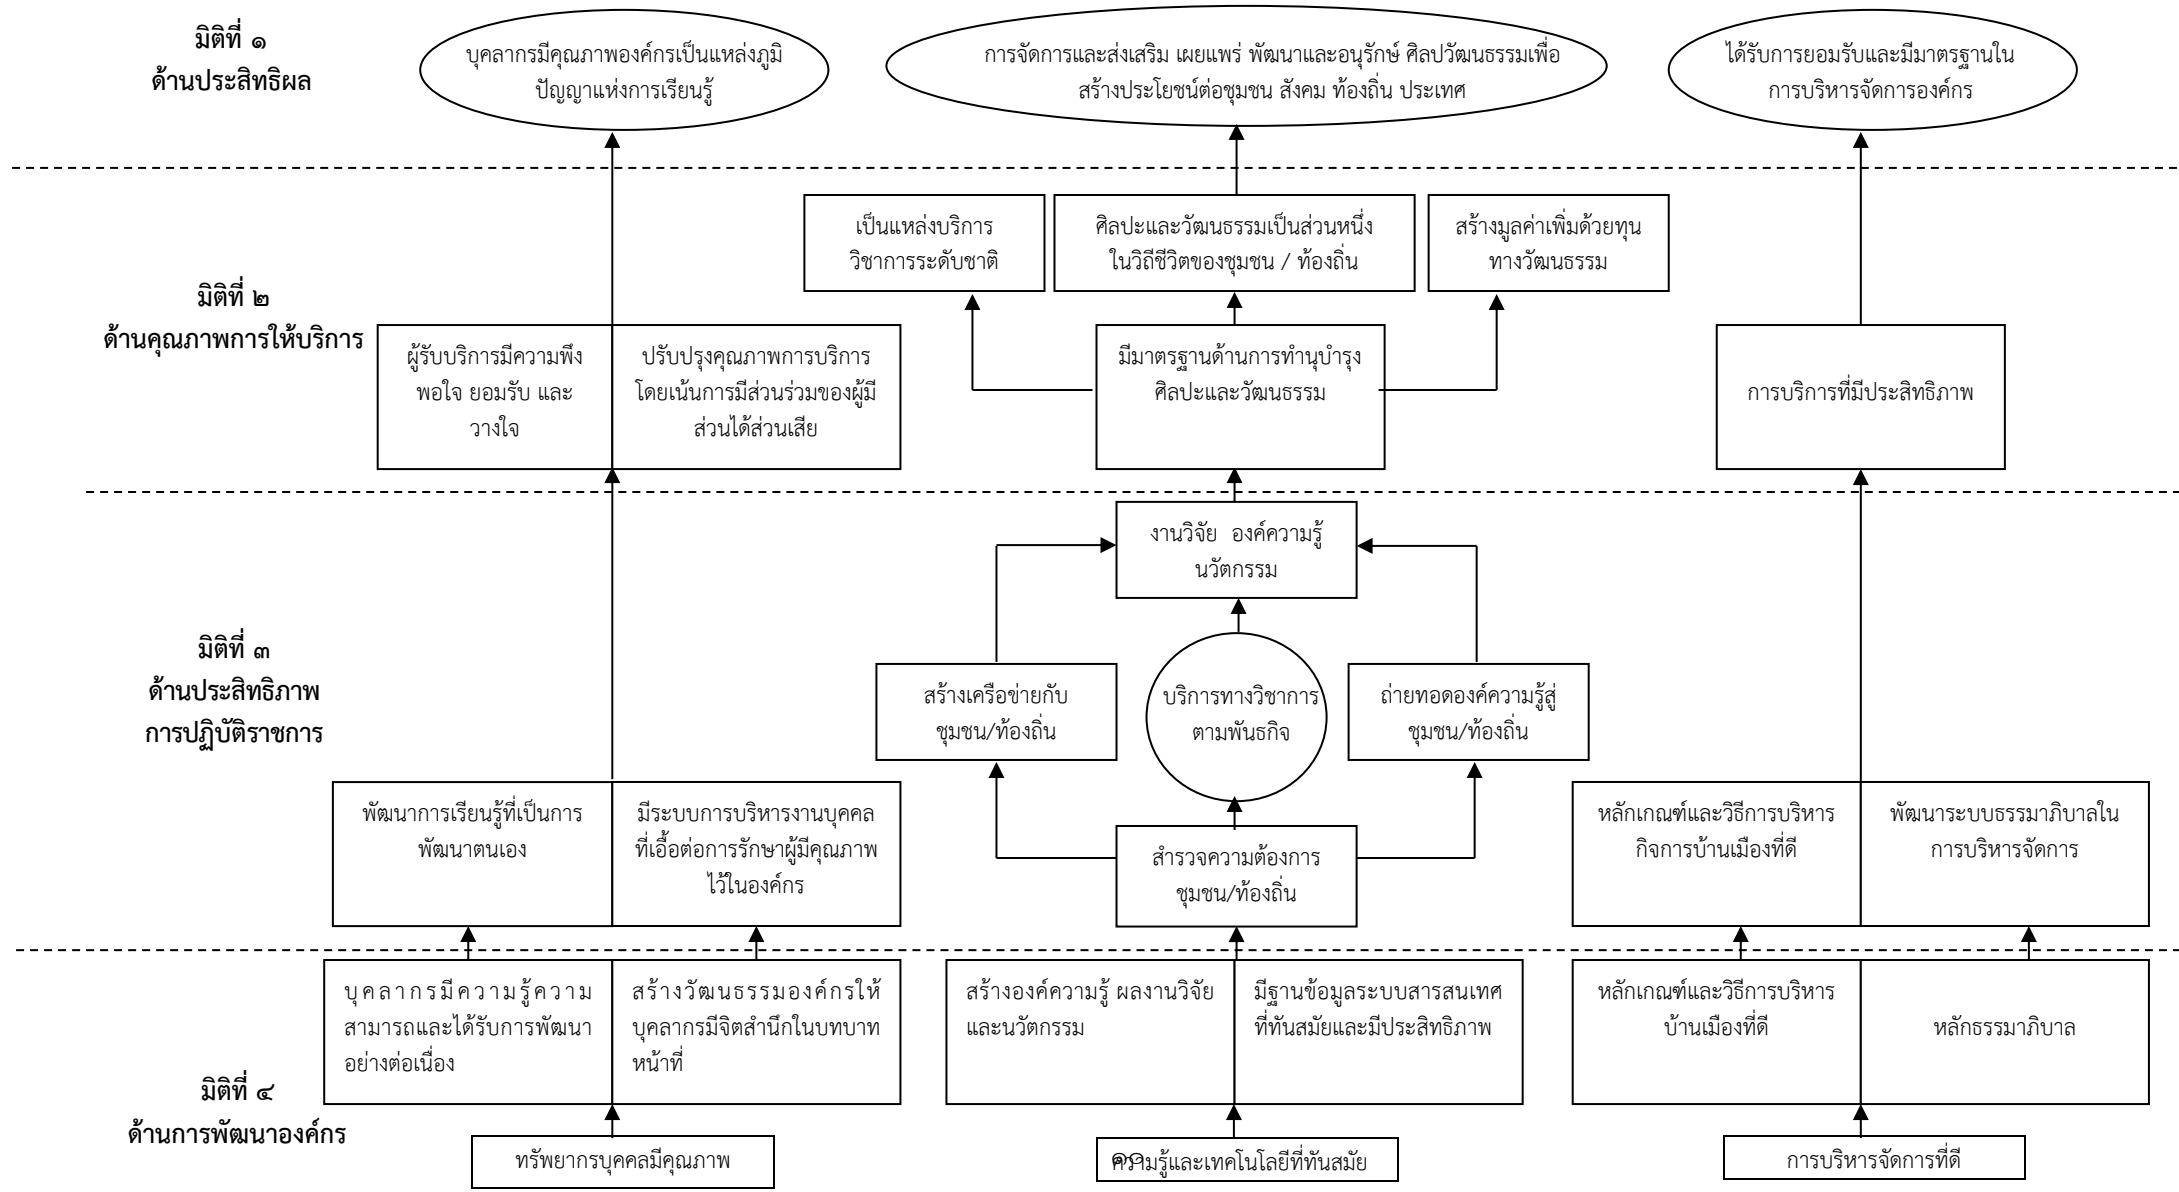 มิติที่ ๑
ด้านประสิทธิผล
บุคลากรมีคุณภาพองค์กรเป็นแหล่งภูมิ
ปัญญาแห่งการเรียนรู้
การจัดการและส่งเสริม เผยแพร่ พัฒนาและอนุรักษ์ ศิลปวัฒนธรรมเพื่อ
สร้างประโยชน์ต่อชุมชน สังคม ท้องถิ่น ประเทศ
ได้รับการยอมรับและมีมาตรฐานใน
การบริหารจัดการองค์กร
มิติที่ ๒
ด้านคุณภาพการให้บริการ
เป็นแหล่งบริการ
วิชาการระดับชาติ
ศิลปะและวัฒนธรรมเป็นส่วนหนึ่ง
ในวิถีชีวิตของชุมชน / ท้องถิ่น
สร้างมูลค่าเพิ่มด้วยทุน
ทางวัฒนธรรม
ผู้รับบริการมีความพึง
พอใจ ยอมรับ และ
วางใจ
ปรับปรุงคุณภาพการบริการ
โดยเน้นการมีส่วนร่วมของผู้มี
ส่วนได้ส่วนเสีย
มีมาตรฐานด้านการทำนุบำรุง
ศิลปะและวัฒนธรรม
การบริการที่มีประสิทธิภาพ
มิติที่ ๓
ด้านประสิทธิภาพ
การปฏิบัติราชการ
งานวิจัย องค์ความรู้
นวัตกรรม
สร้างเครือข่ายกับ
ชุมชน/ท้องถิ่น
บริการทางวิชาการ
ตามพันธกิจ
ถ่ายทอดองค์ความรู้สู่
ชุมชน/ท้องถิ่น
พัฒนาการเรียนรู้ที่เป็นการ
พัฒนาตนเอง
มีระบบการบริหารงานบุคคล
ที่เอื้อต่อการรักษาผู้มีคุณภาพ
ไว้ในองค์กร
สำรวจความต้องการ
ชุมชน/ท้องถิ่น
หลักเกณฑ์และวิธีการบริหาร
กิจการบ้านเมืองที่ดี
พัฒนาระบบธรรมาภิบาลใน
การบริหารจัดการ
มิติที่ ๔
ด้านการพัฒนาองค์กร
บุคลากรมีความรู้ความ
สามารถและได้รับการพัฒนา
อย่างต่อเนื่อง
สร้างวัฒนธรรมองค์กรให้
บุคลากรมีจิตสำนึกในบทบาท
หน้าที่
สร้างองค์ความรู้ ผลงานวิจัย
และนวัตกรรม
มีฐานข้อมูลระบบสารสนเทศ
ที่ทันสมัยและมีประสิทธิภาพ
หลักเกณฑ์และวิธีการบริหาร
บ้านเมืองที่ดี
หลักธรรมาภิบาล
ทรัพยากรบุคคลมีคุณภาพ
ความรู้และเทคโนโลยีที่ทันสมัย
๑๐
การบริหารจัดการที่ดี